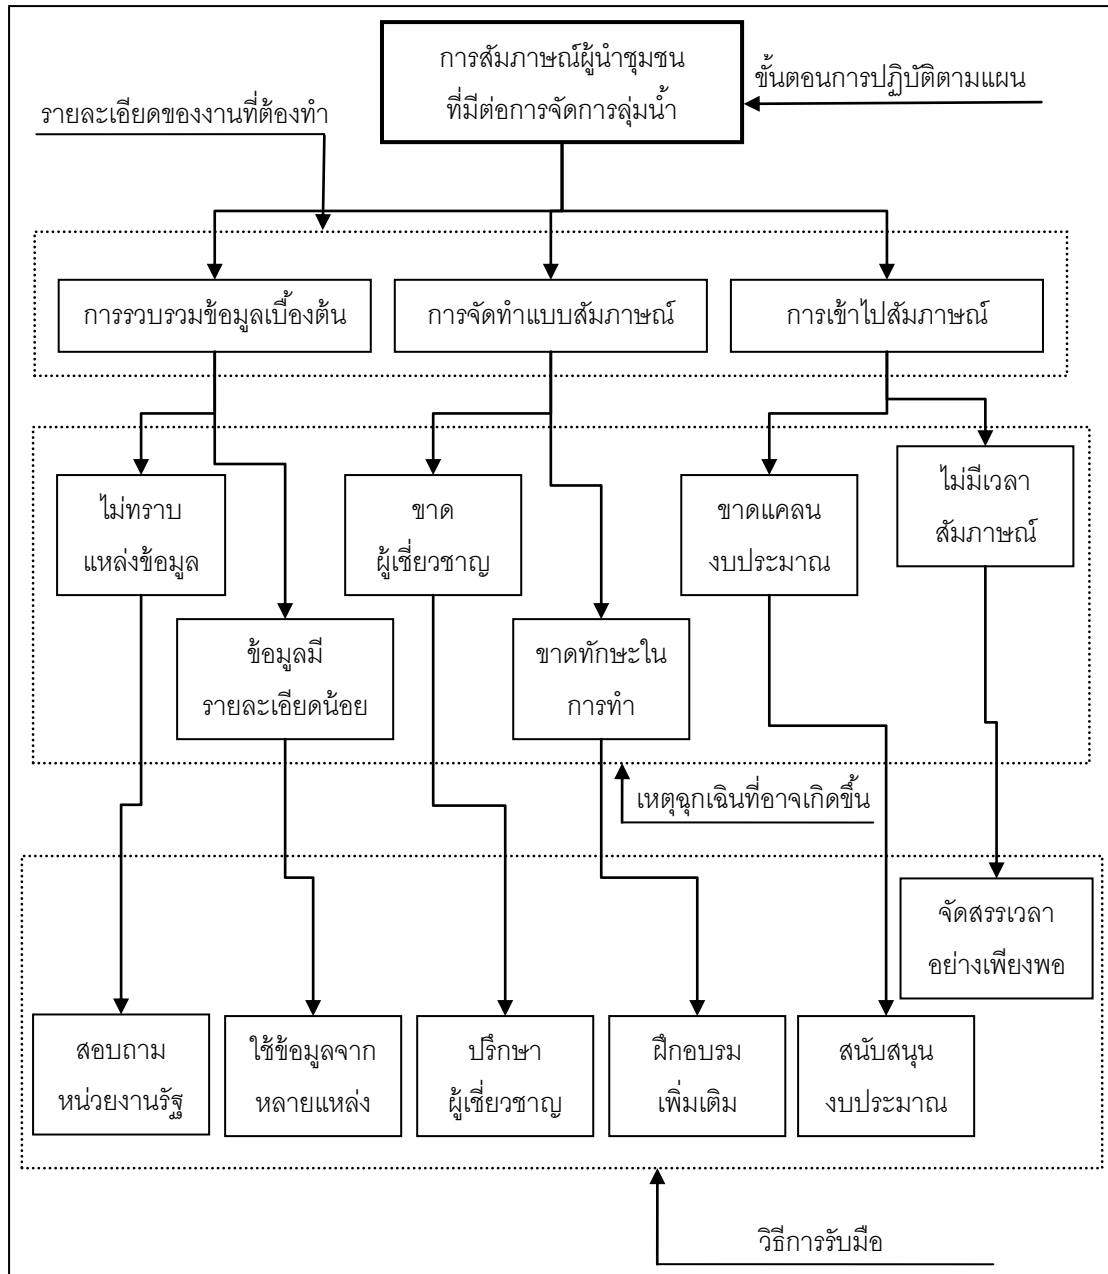 การสัมภาษณ์ผู้นำชุมชน
ที่มีต่อการจัดการลุ่มน้ำ
ขั้นตอนการปฏิบัติตามแผน
รายละเอียดของงานที่ต้องทำ
การรวบรวมข้อมูลเบื้องต้น
การจัดทำแบบสัมภาษณ์
การเข้าไปสัมภาษณ์
ไม่ทราบ
แหล่งข้อมูล
ขาด
ผู้เชี่ยวชาญ
ขาดแคลน
งบประมาณ
ไม่มีเวลา
สัมภาษณ์
ข้อมูลมี
รายละเอียดน้อย
ขาดทักษะใน
การทำ
เหตุฉุกเฉินที่อาจเกิดขึ้น
จัดสรรเวลา
อย่างเพียงพอ
สอบถาม
หน่วยงานรัฐ
ใช้ข้อมูลจาก
หลายแหล่ง
ปรึกษา
ผู้เชี่ยวชาญ
ฝึกอบรม
เพิ่มเติม
สนับสนุน
งบประมาณ
วิธีการรับมือ